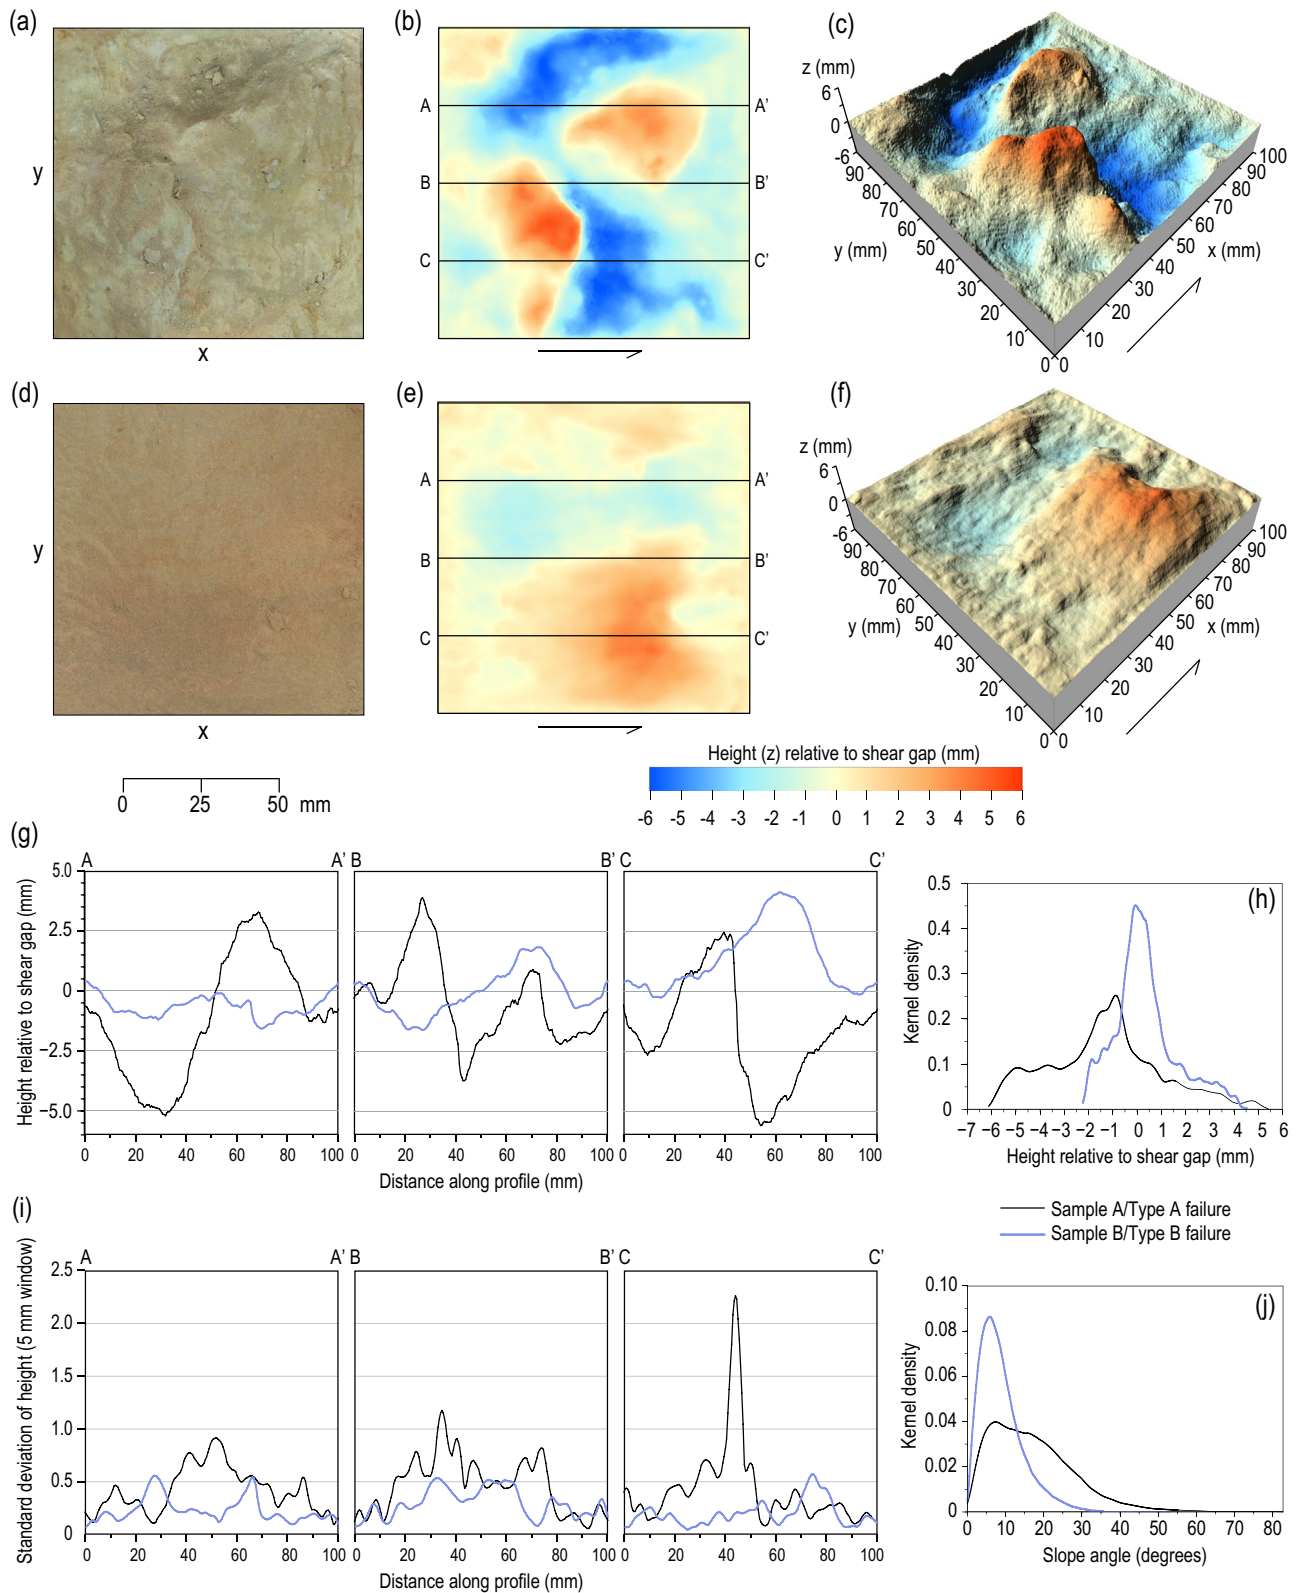 (a)
y
x
(b)
A A'
B B'
C C'
(c)
z (mm)
6
0
-6
90
80
70
60
50
40
30
20
10
0
y (mm)
0
10
20
30
40
50
60
70
80
90
100
x (mm)
(d)
y
x
(e)
A A'
B B'
C C'
(f)
z (mm)
6
0
-6
90
80
70
60
50
40
30
20
10
0
y (mm)
0
10
20
30
40
50
60
70
80
90
100
x (mm)
0 25 50 mm
Height (z) relative to shear gap (mm)
-6 -5 -4 -3 -2 -1 0 1 2 3 4 5 6
(g)
A A' B B' C C'
Height relative to shear gap (mm)
5.0
2.5
0
−2.5
−5.0
0 20 40 60 80 100 0 20 40 60 80 100 0 20 40 60 80 100
Distance along profile (mm)
(h)
Kernel density
0.5
0.4
0.3
0.2
0.1
0
−7 −6 −5 −4 −3 −2 −1 0 1 2 3 4 5 6
Height relative to shear gap (mm)
Sample A/Type A failure
Sample B/Type B failure
(i)
A A' B B' C C'
Standard deviation of height (5 mm window)
2.5
2.0
1.5
1.0
0.5
0
0 20 40 60 80 100 0 20 40 60 80 100 0 20 40 60 80 100
Distance along profile (mm)
(j)
Kernel density
0.10
0.08
0.06
0.04
0.02
0
0 10 20 30 40 50 60 70 80
Slope angle (degrees)